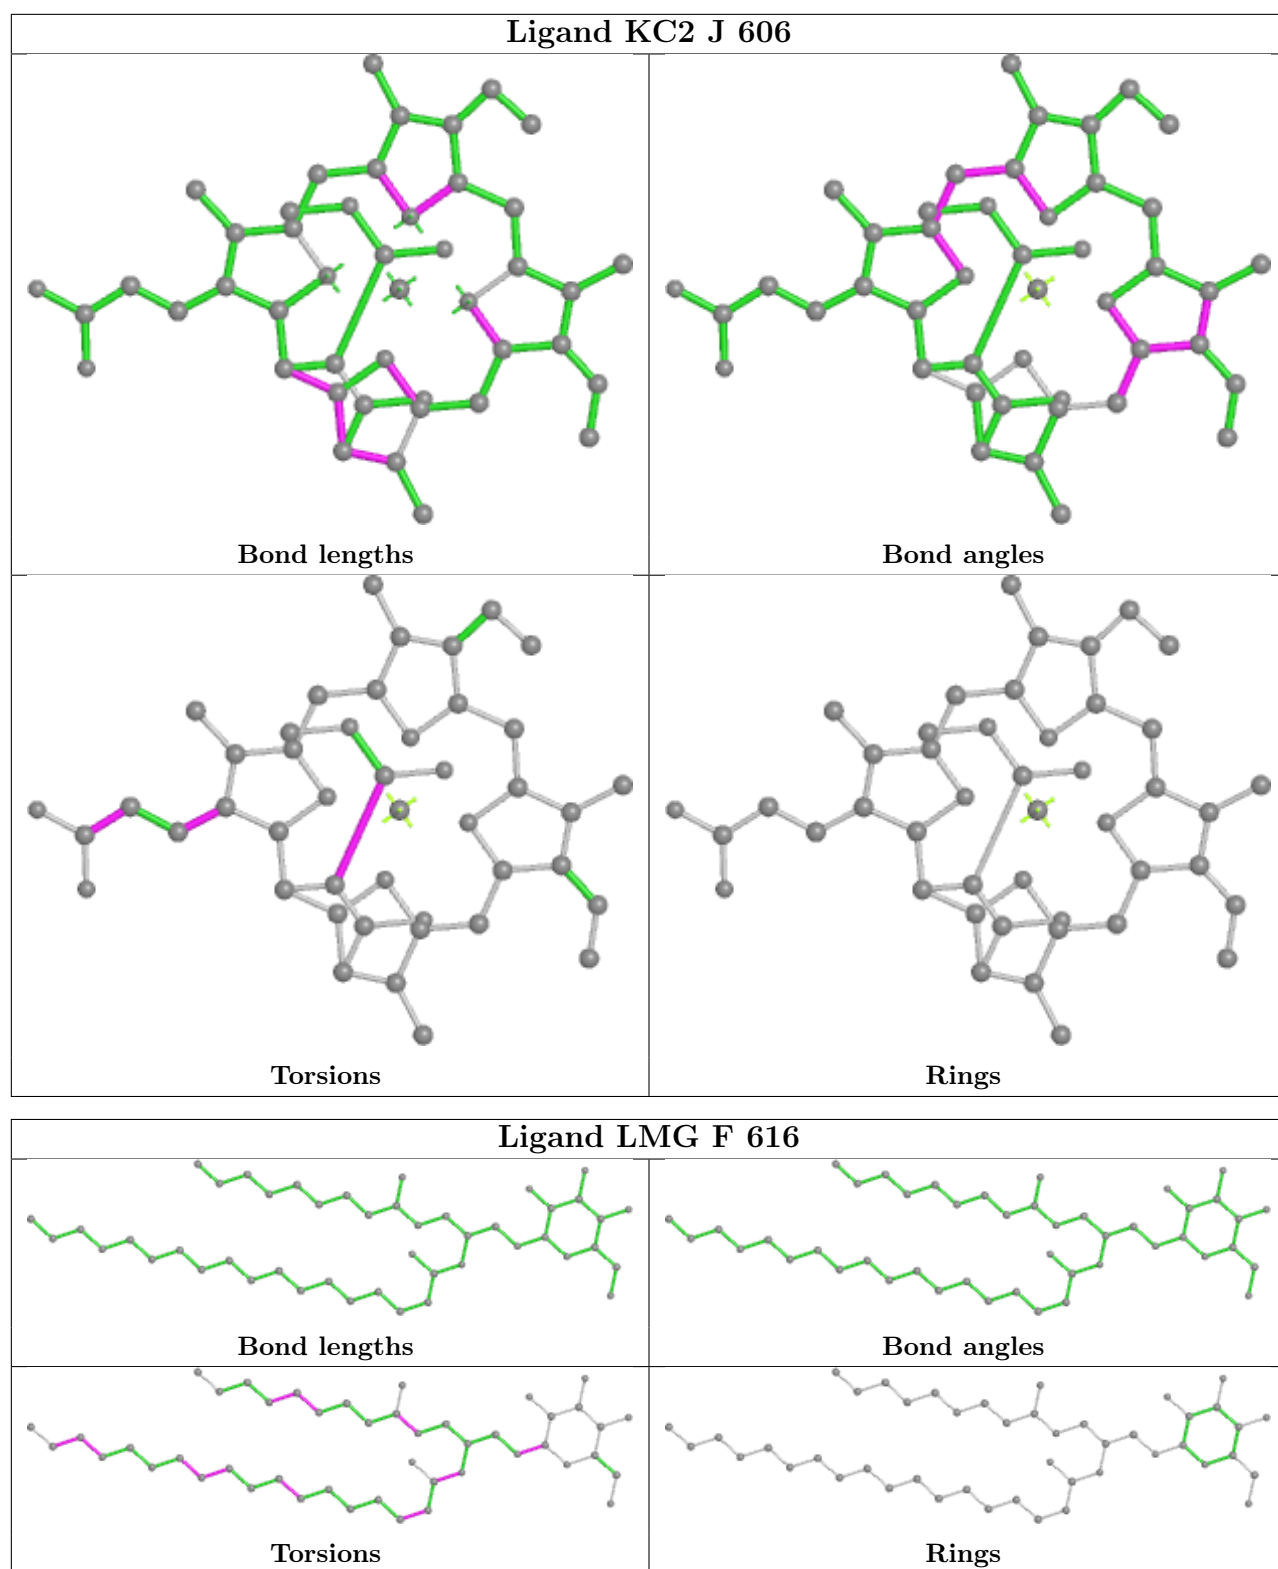 Ligand KC2 J 606
Bond lengths
Bond angles
Torsions
Rings
Ligand LMG F 616
Bond lengths
Bond angles
Torsions
Rings